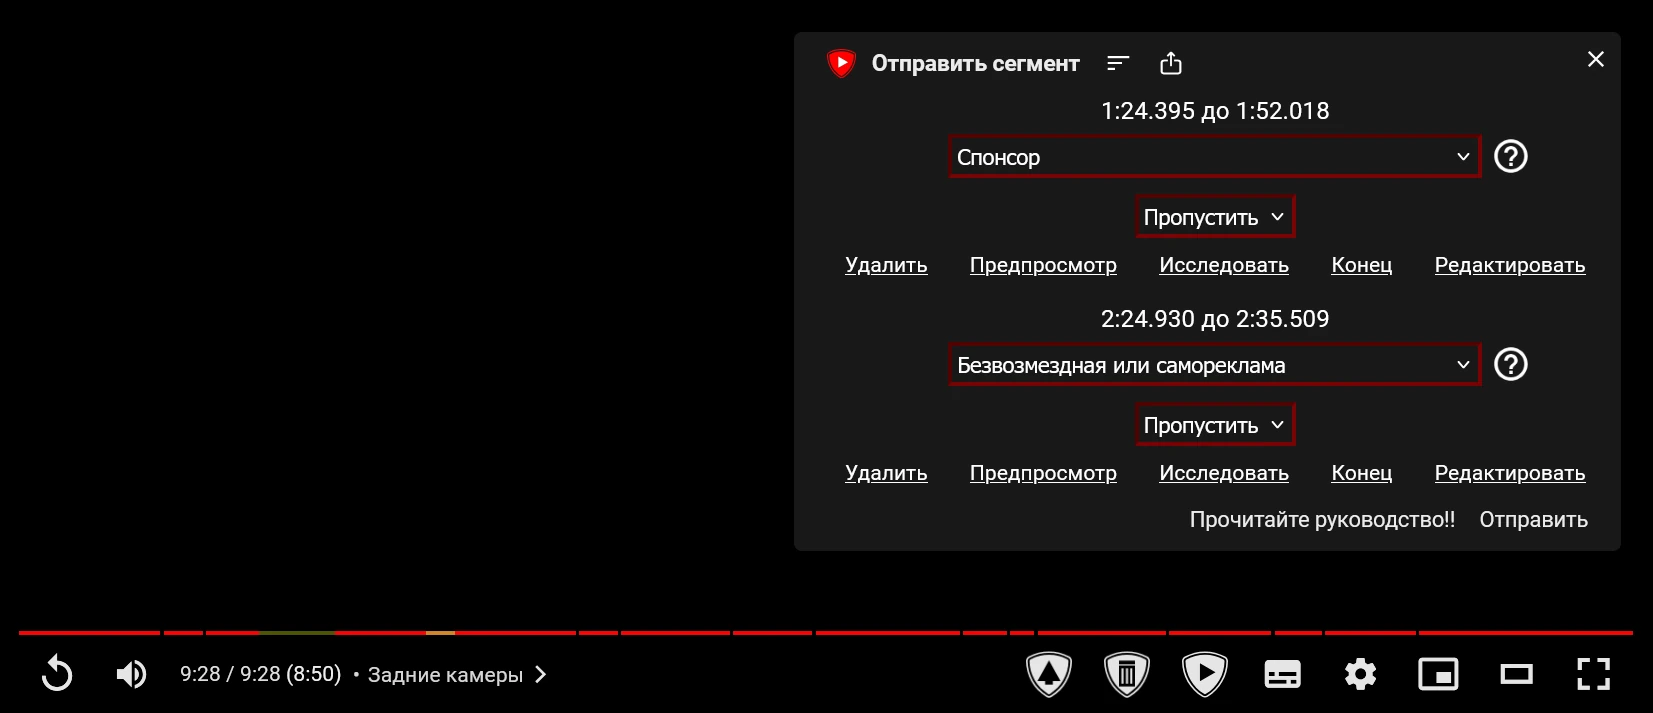 Отправить сегмент
1:24.395 до 1:52.018
Спонсор
Пропустить
Удалить Предпросмотр Исследовать Конец Редактировать
2:24.930 до 2:35.509
Безвозмездная или самореклама
Пропустить
Удалить Предпросмотр Исследовать Конец Редактировать
Прочитайте руководство!! Отправить
9:28 / 9:28 (8:50) • Задние камеры